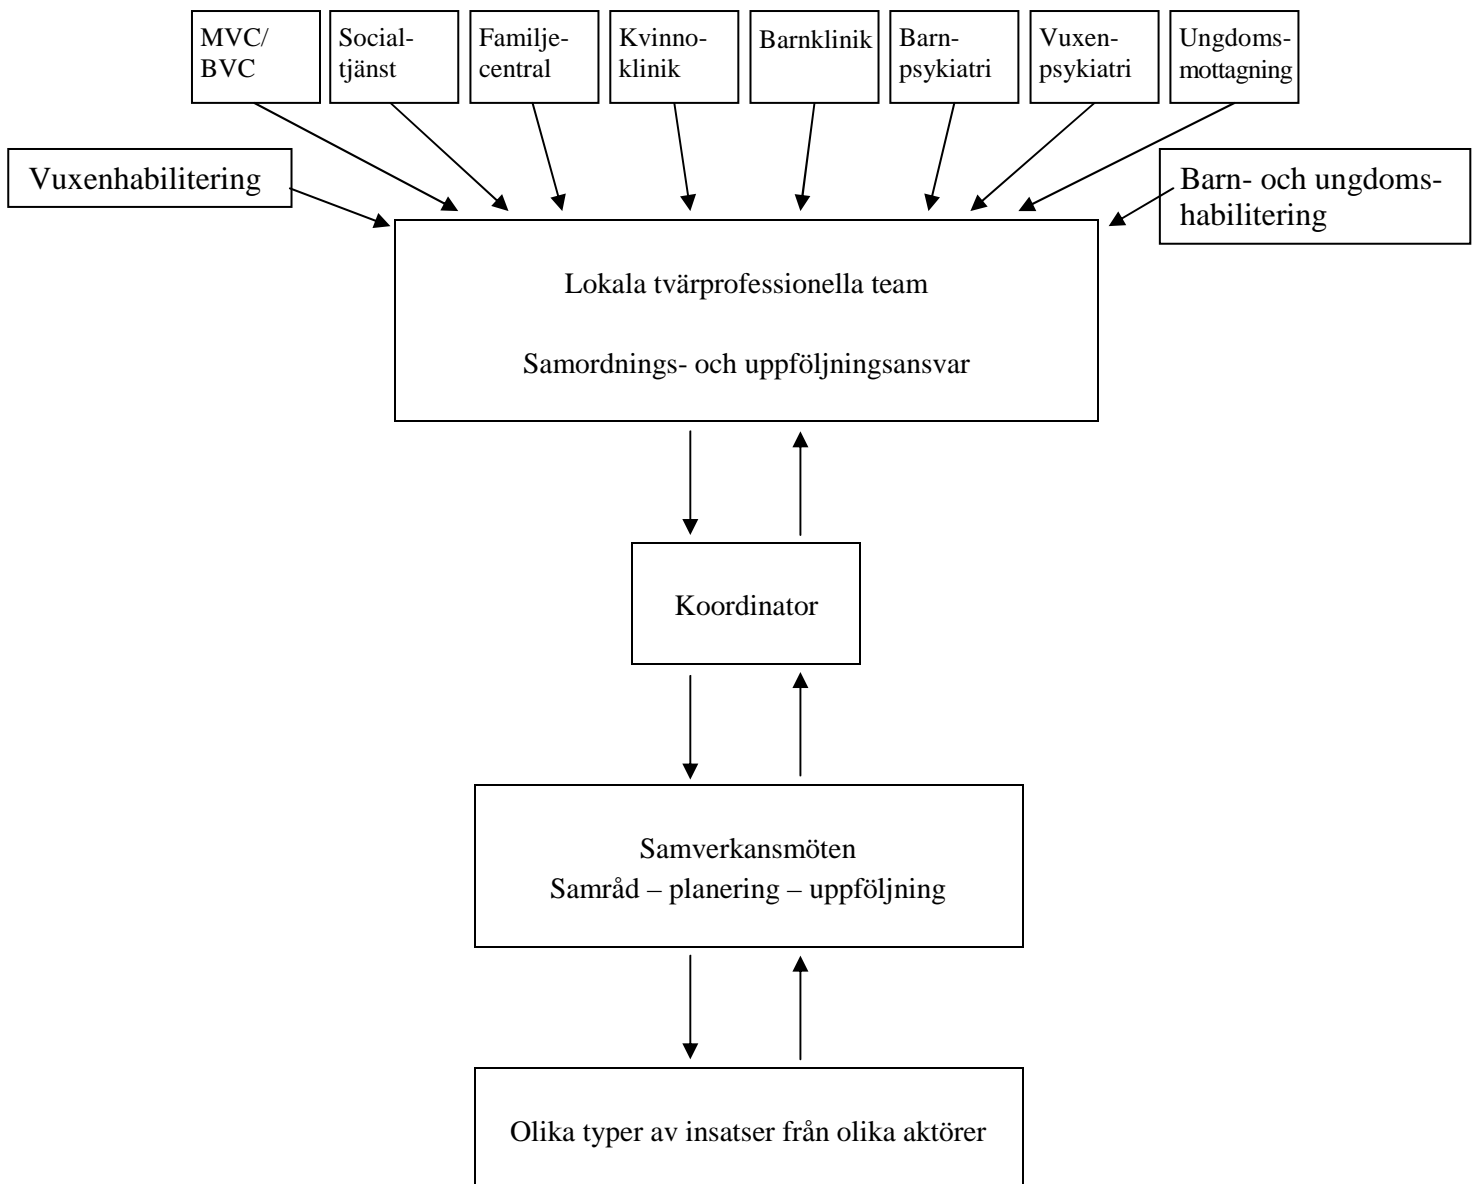 MVC/
BVC
Social-
tjänst
Familje-
central
Kvinno-
klinik
Barnklinik
Barn-
psykiatri
Vuxen-
psykiatri
Ungdoms-
mottagning
Vuxenhabilitering
Barn- och ungdoms-
habilitering
Lokala tvärprofessionella team
Samordnings- och uppföljningsansvar
Koordinator
Samverkansmöten
Samråd – planering – uppföljning
Olika typer av insatser från olika aktörer